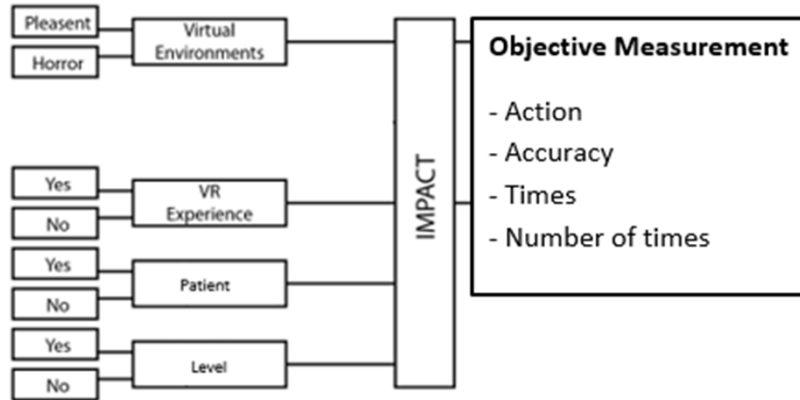 Pleasent
Horror
Virtual
Environments
Yes
No
VR
Experience
Yes
No
Patient
Yes
No
Level
IMPACT
Objective Measurement
- Action
- Accuracy
- Times
- Number of times